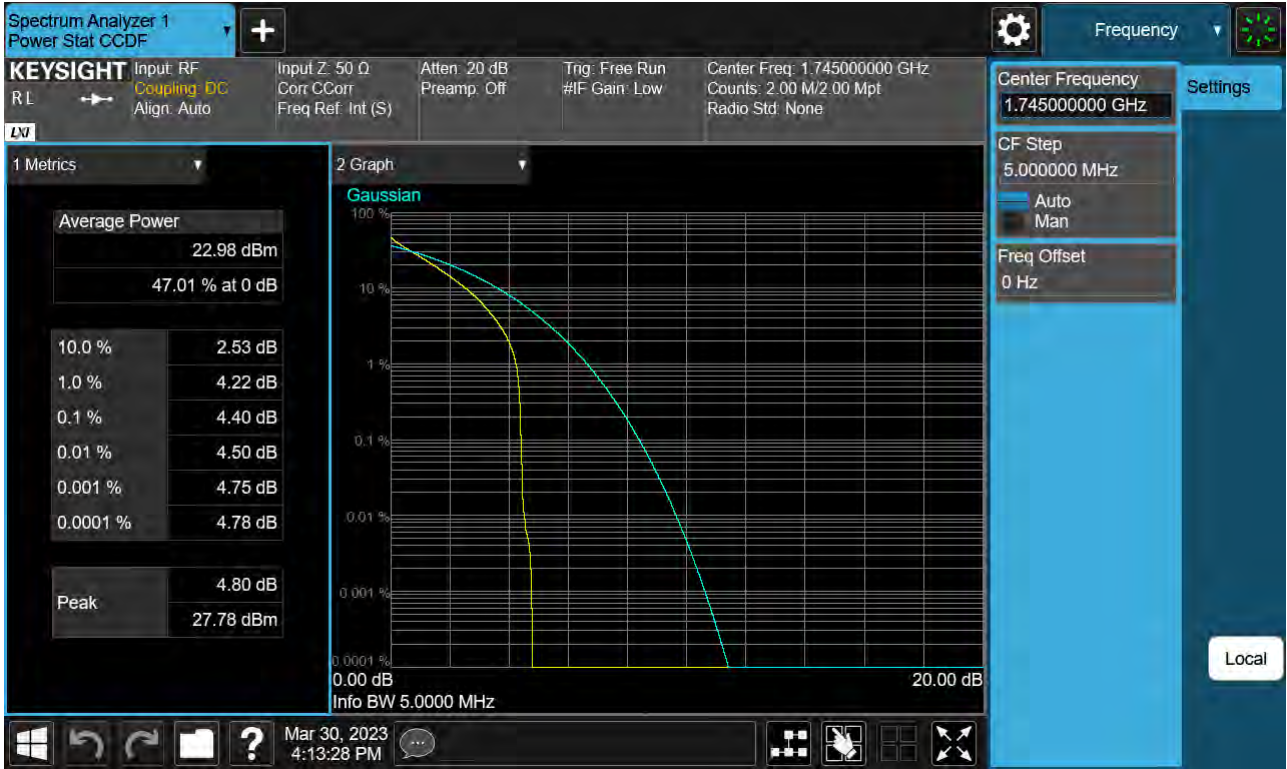 Spectrum Analyzer 1
Power Stat CCDF
Frequency
KEYSIGHT
R L
LXI
Input: RF
Coupling: DC
Align: Auto
Input Z: 50 Ω
Corr CCorr
Freq Ref: Int (S)
Atten: 20 dB
Preamp: Off
Trig: Free Run
#IF Gain: Low
Center Freq: 1.745000000 GHz
Counts: 2.00 M/2.00 Mpt
Radio Std: None
Center Frequency
1.745000000 GHz
Settings
CF Step
5.000000 MHz
Auto
Man
Freq Offset
0 Hz
1 Metrics
Average Power
22.98 dBm
47.01 % at 0 dB
10.0 % 2.53 dB
1.0 % 4.22 dB
0.1 % 4.40 dB
0.01 % 4.50 dB
0.001 % 4.75 dB
0.0001 % 4.78 dB
Peak
4.80 dB
27.78 dBm
2 Graph
Gaussian
100 %
10 %
1 %
0.1 %
0.01 %
0.001 %
0.0001 %
0.00 dB 20.00 dB
Info BW 5.0000 MHz
Local
?
Mar 30, 2023
4:13:28 PM